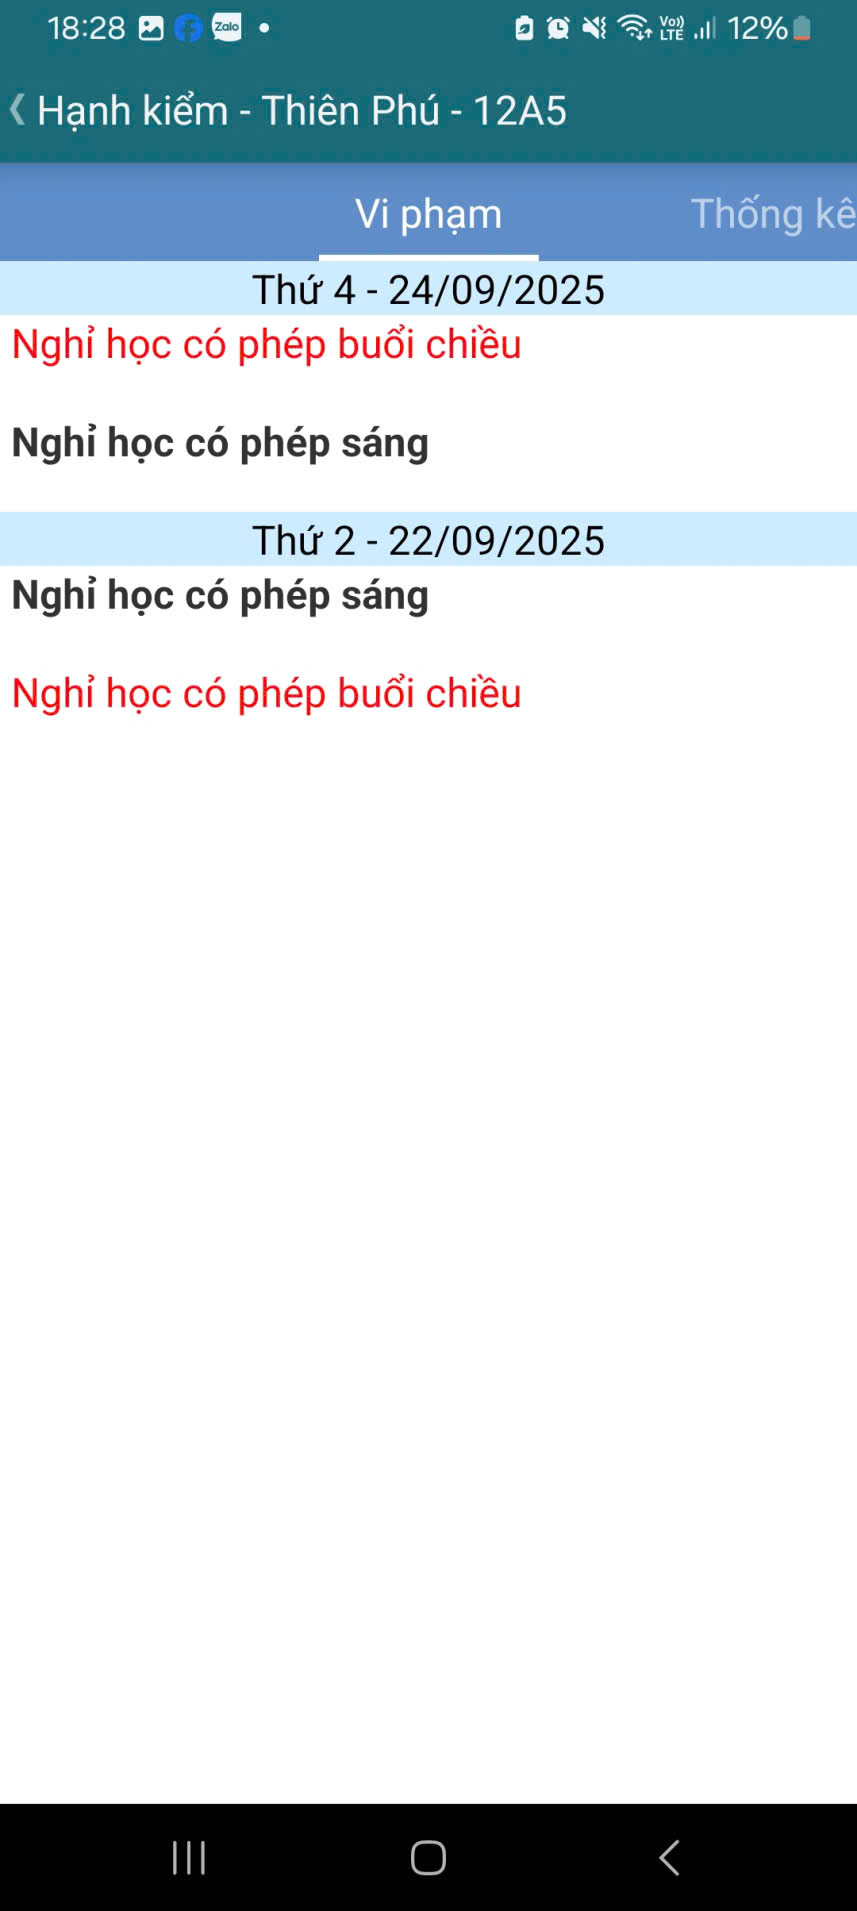 18:28 Zalo Vo)) LTE 12%
Hạnh kiểm - Thiên Phú - 12A5
Vi phạm Thống kê
Thứ 4 - 24/09/2025
Nghỉ học có phép buổi chiều
Nghỉ học có phép sáng
Thứ 2 - 22/09/2025
Nghỉ học có phép sáng
Nghỉ học có phép buổi chiều